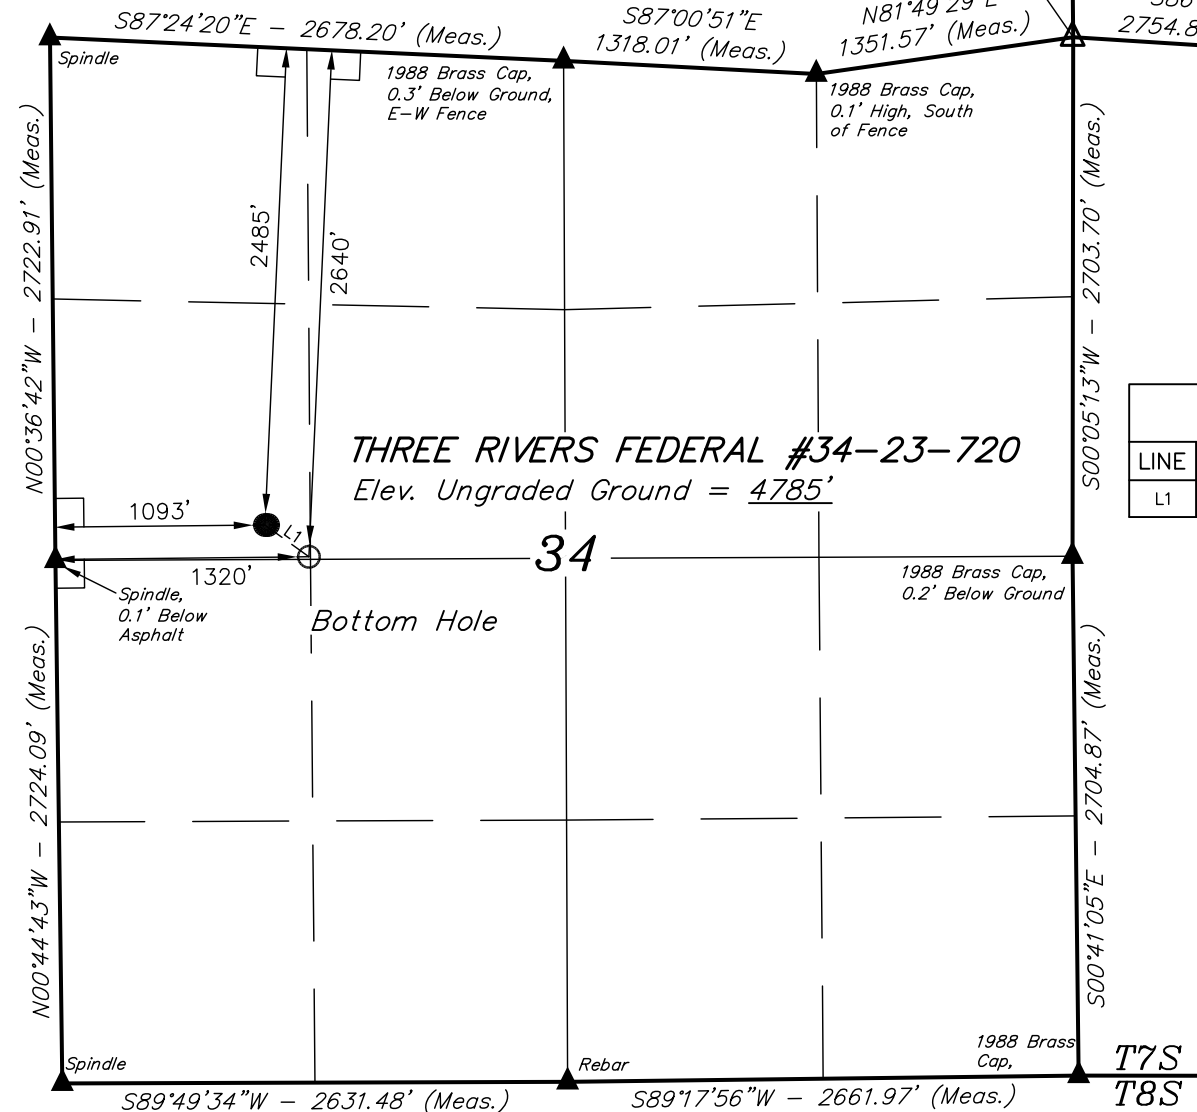 S87°24'20"E – 2678.20' (Meas.)
S87°00'51"E
1318.01' (Meas.)
N81°49'29"E
1351.57' (Meas.)
2754.8
Spindle
1988 Brass Cap,
0.3' Below Ground,
E–W Fence
1988 Brass Cap,
0.1' High, South
of Fence
N00°36'42"W – 2722.91' (Meas.)
2485'
2640'
S00°05'13"W – 2703.70' (Meas.)
THREE RIVERS FEDERAL #34–23–720
Elev. Ungraded Ground = 4785'
LINE
L1
1093'
L1
34
1320'
Spindle,
0.1' Below
Asphalt
Bottom Hole
1988 Brass Cap,
0.2' Below Ground
N00°44'43"W – 2724.09' (Meas.)
S00°41'05"E – 2704.87' (Meas.)
Spindle
Rebar
1988 Brass
Cap,
T7S
T8S
S89°49'34"W – 2631.48' (Meas.)
S89°17'56"W – 2661.97' (Meas.)